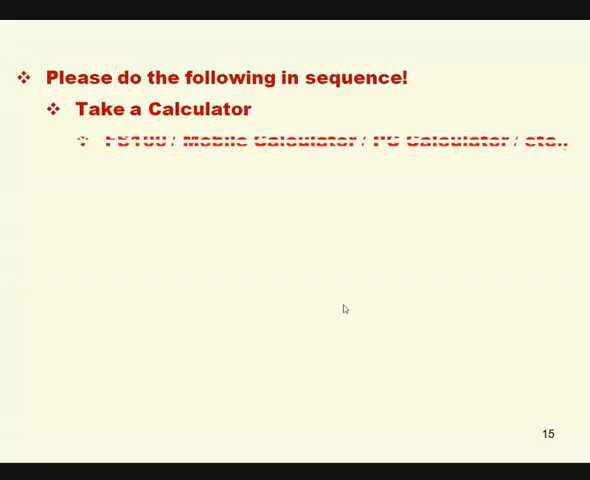 Please do the following in sequence!
Take a Calculator
/ Mobile Calculator / PC Calculator / etc..
15